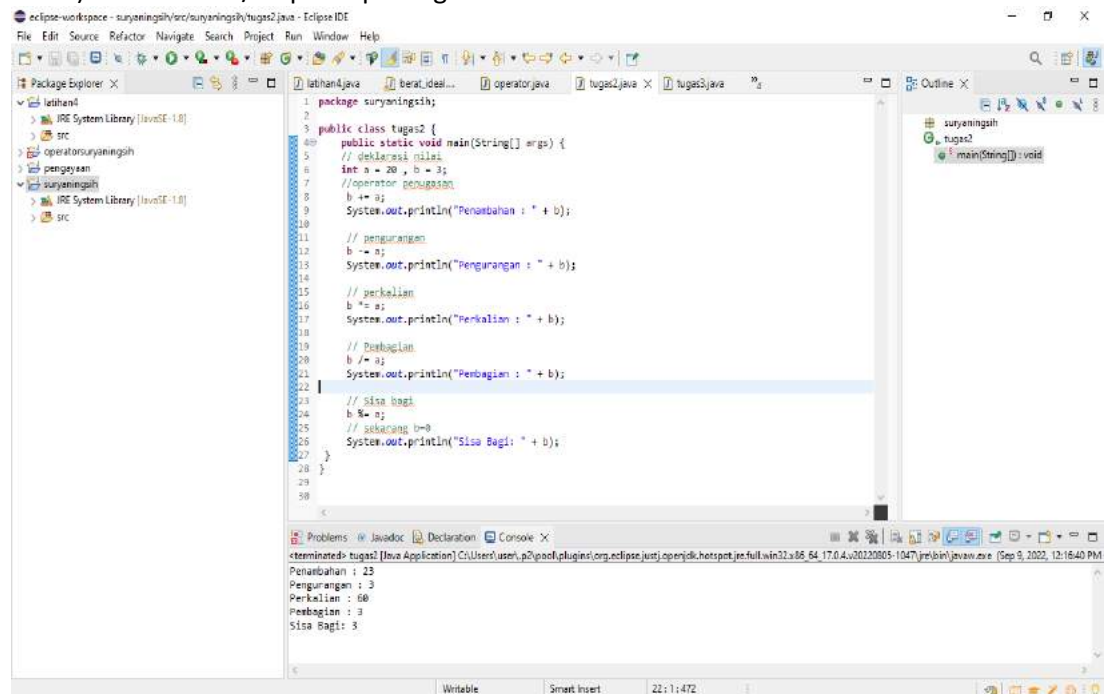 eclipse-workspace - suryaningsih/src/suryaningsih/tugas2.java - Eclipse IDE
File Edit Source Refactor Navigate Search Project Run Window Help
Package Explorer
latihan4
JRE System Library [JavaSE-1.8]
src
operatorsuryaningsih
pengayaan
suryaningsih
JRE System Library [JavaSE-1.8]
src
latihan4.java berat_ideal... operator.java tugas2.java tugas3.java
1 package suryaningsih;
2
3 public class tugas2 {
4 public static void main(String[] args) {
5 // deklarasi nilai
6 int a = 20 , b = 3;
7 //operator penugasan
8 b += a;
9 System.out.println("Penambahan : " + b);
10
11 // pengurangan
12 b -= a;
13 System.out.println("Pengurangan : " + b);
14
15 // perkalian
16 b *= a;
17 System.out.println("Perkalian : " + b);
18
19 // Pembagian
20 b /= a;
21 System.out.println("Pembagian : " + b);
22
23 // Sisa bagi
24 b %= a;
25 // sekarang b=0
26 System.out.println("Sisa Bagi: " + b);
27 }
28 }
29
30
Outline
suryaningsih
tugas2
main(String[]) : void
Problems Javadoc Declaration Console
<terminated> tugas2 [Java Application] C:\Users\user\.p2\pool\plugins\org.eclipse.justj.openjdk.hotspot.jre.full.win32.x86_64_17.0.4.v20220805-1047\jre\bin\javaw.exe (Sep 9, 2022, 12:16:40 PM
Penambahan : 23
Pengurangan : 3
Perkalian : 60
Pembagian : 3
Sisa Bagi: 3
Writable Smart Insert 22:1:472